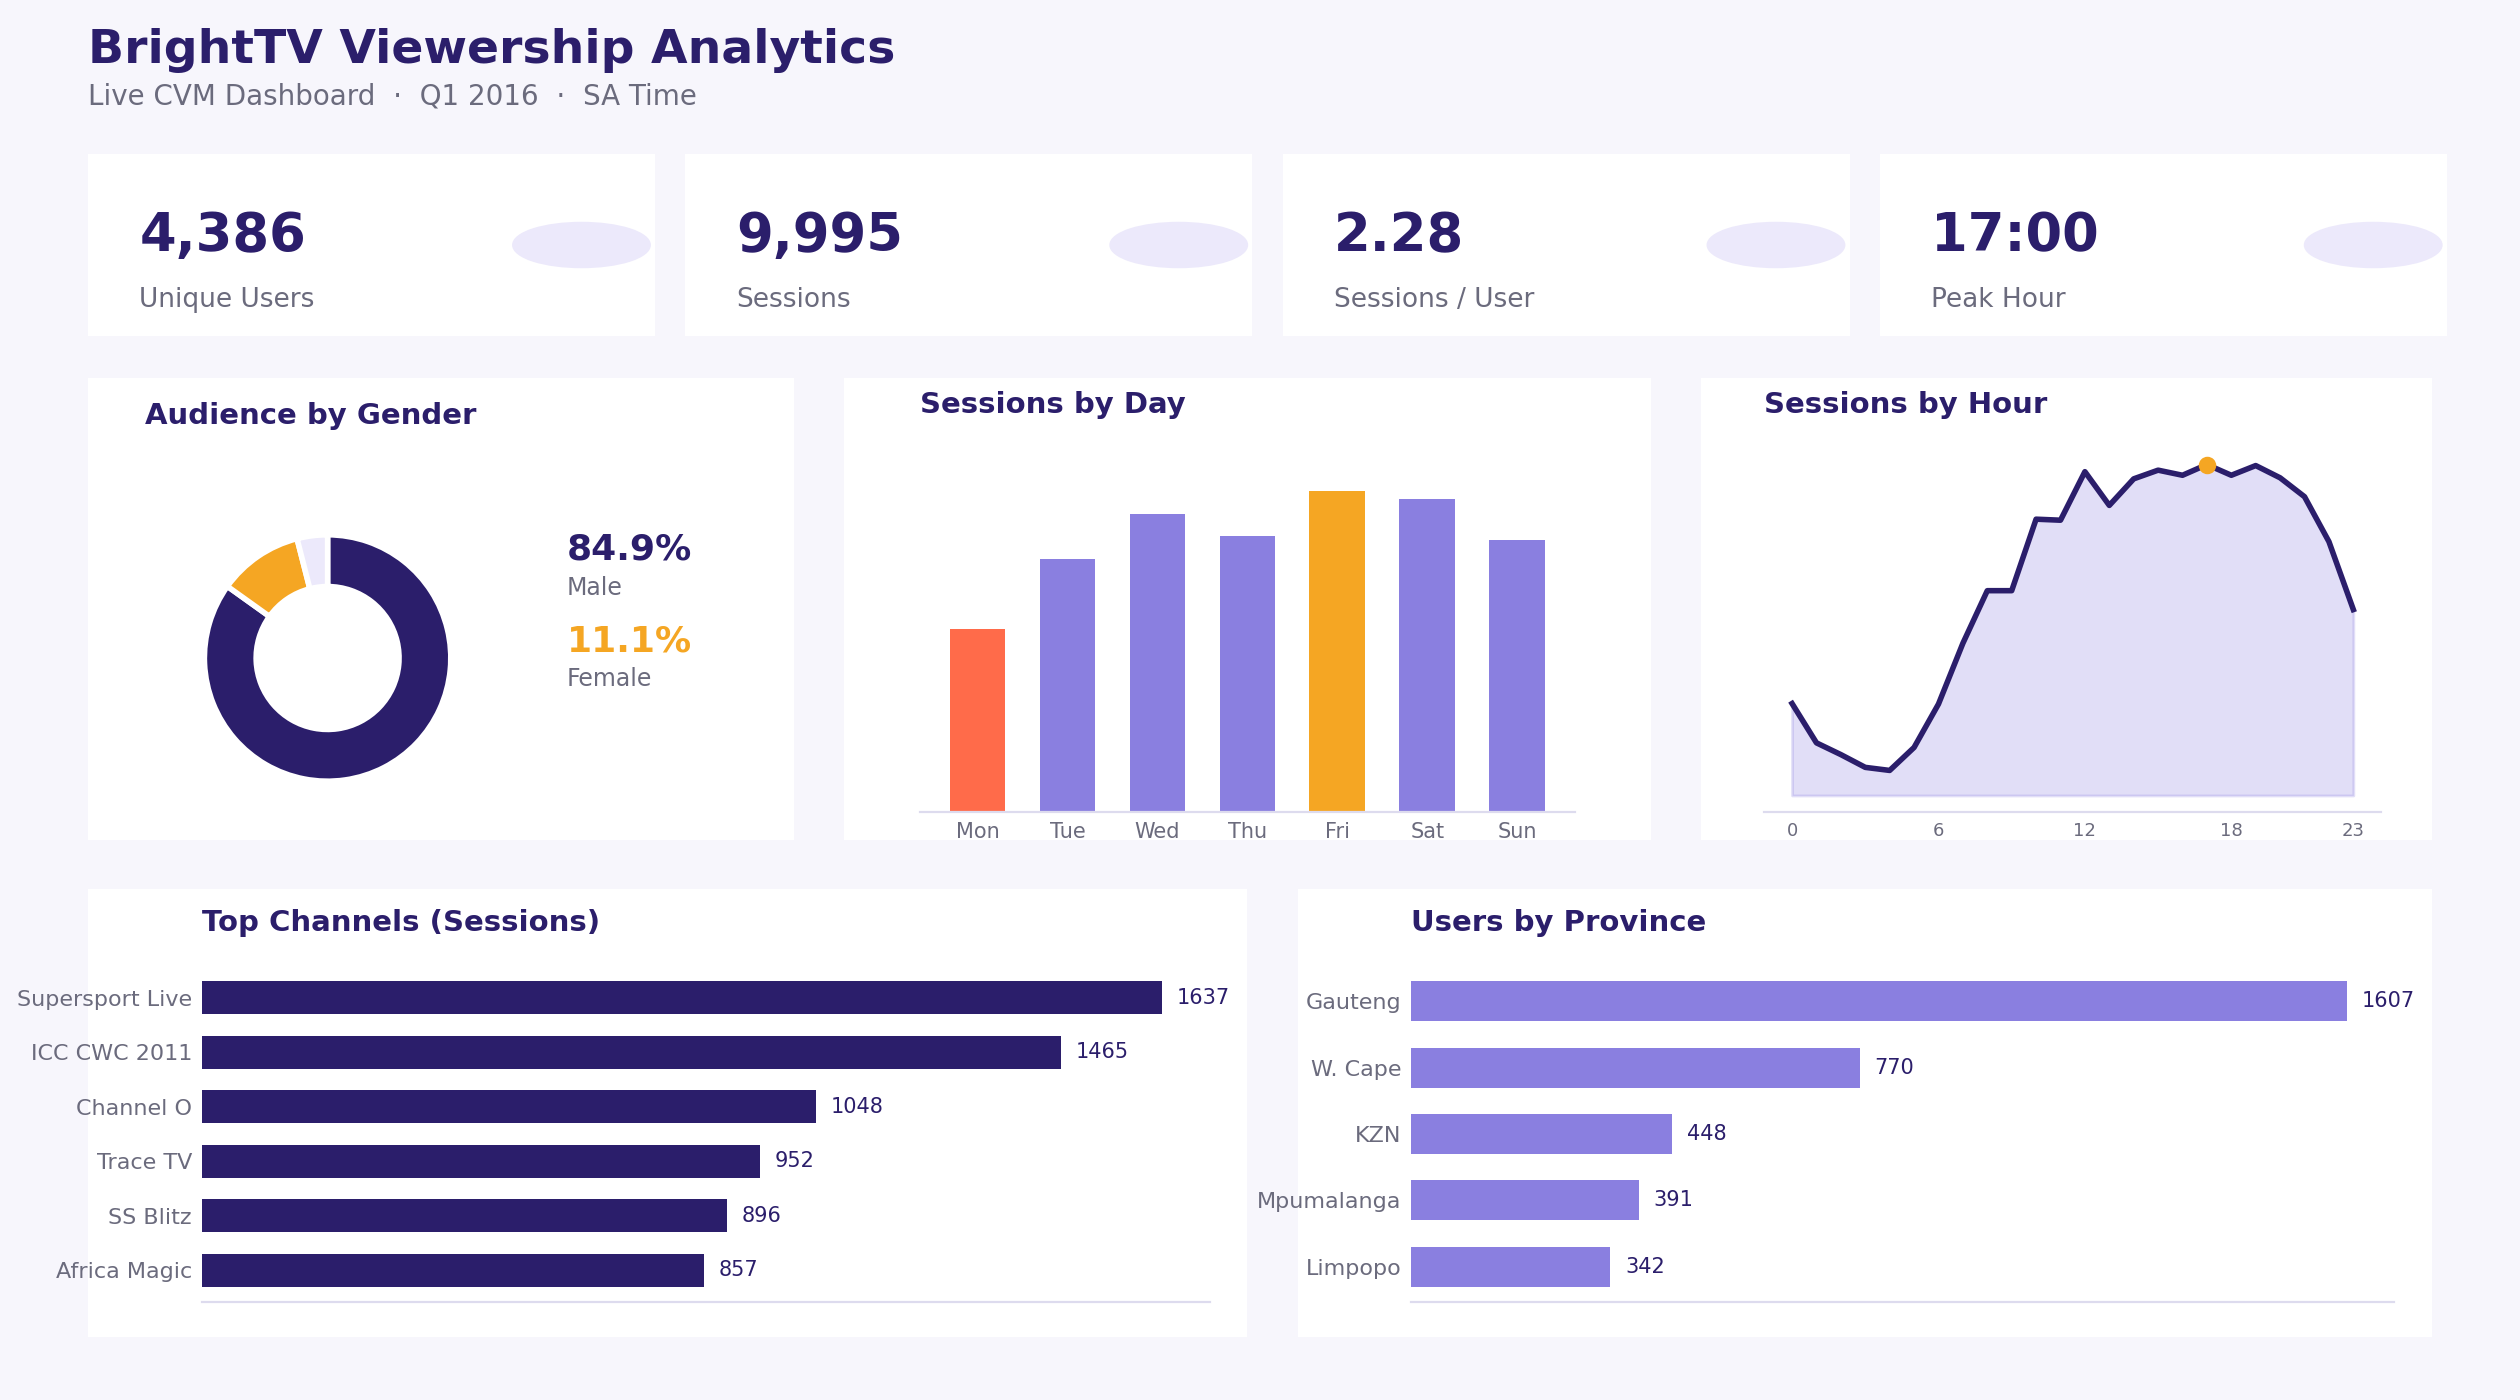 BrightTV Viewership Analytics
Live CVM Dashboard · Q1 2016 · SA Time
4,386
Unique Users
9,995
Sessions
2.28
Sessions / User
17:00
Peak Hour
Audience by Gender
84.9%
Male
11.1%
Female
Sessions by Day
Mon Tue Wed Thu Fri Sat Sun
Sessions by Hour
0 6 12 18 23
Top Channels (Sessions)
Supersport Live 1637
ICC CWC 2011 1465
Channel O 1048
Trace TV 952
SS Blitz 896
Africa Magic 857
Users by Province
Gauteng 1607
W. Cape 770
KZN 448
Mpumalanga 391
Limpopo 342